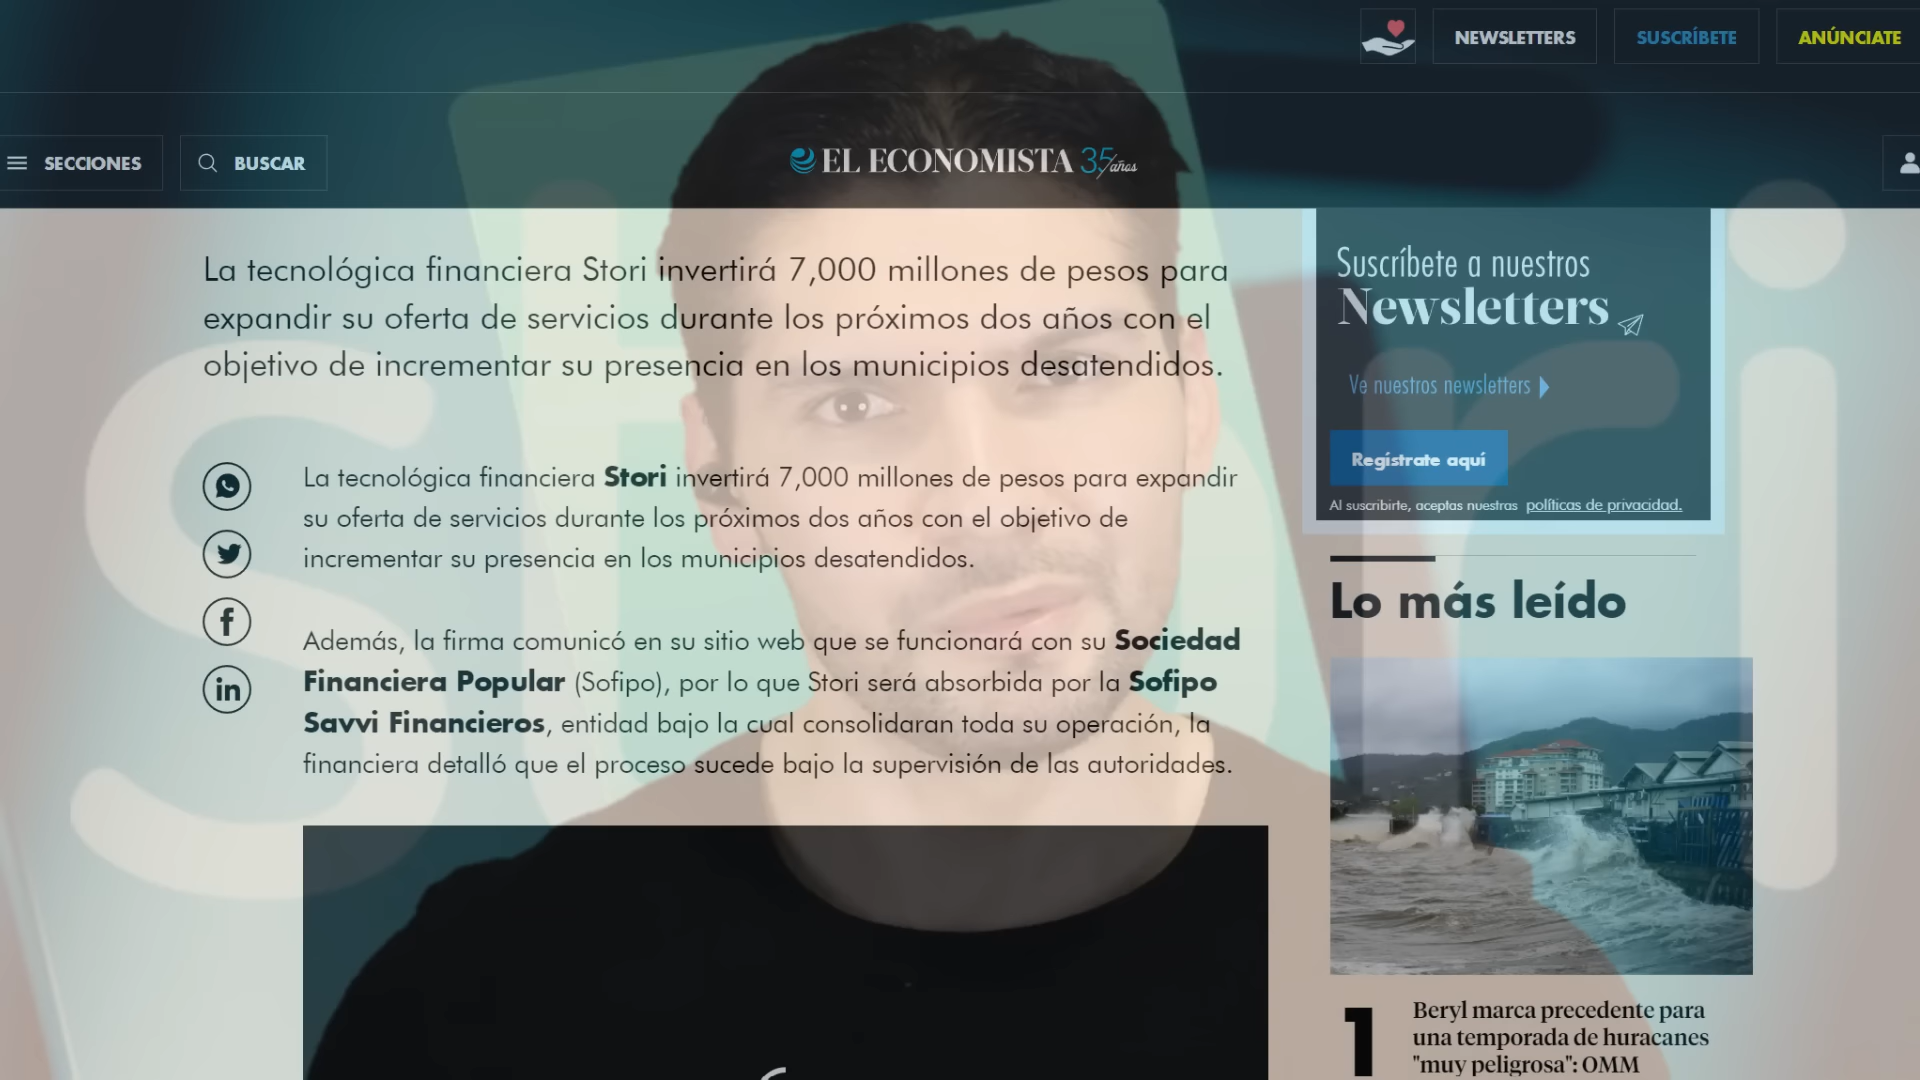 NEWSLETTERS
SUSCRÍBETE
ANÚNCIATE
SECCIONES
BUSCAR
EL ECONOMISTA 35 años
La tecnológica financiera Stori invertirá 7,000 millones de pesos para
expandir su oferta de servicios durante los próximos dos años con el
objetivo de incrementar su presencia en los municipios desatendidos.
La tecnológica financiera Stori invertirá 7,000 millones de pesos para expandir
su oferta de servicios durante los próximos dos años con el objetivo de
incrementar su presencia en los municipios desatendidos.
Además, la firma comunicó en su sitio web que se funcionará con su Sociedad
Financiera Popular (Sofipo), por lo que Stori será absorbida por la Sofipo
Savvi Financieros, entidad bajo la cual consolidaran toda su operación, la
financiera detalló que el proceso sucede bajo la supervisión de las autoridades.
Suscríbete a nuestros
Newsletters
Ve nuestros newsletters
Regístrate aquí
Al suscribirte, aceptas nuestras políticas de privacidad.
Lo más leído
1
Beryl marca precedente para
una temporada de huracanes
"muy peligrosa": OMM
stori